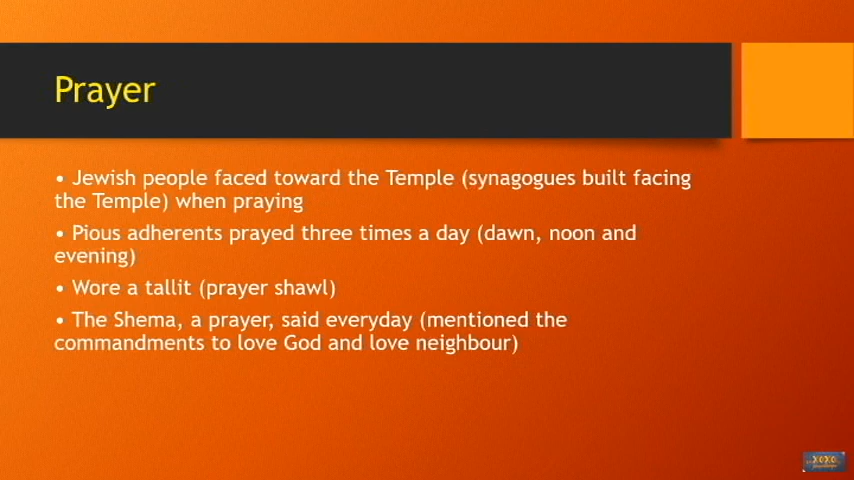 Prayer
• Jewish people faced toward the Temple (synagogues built facing
the Temple) when praying
• Pious adherents prayed three times a day (dawn, noon and
evening)
• Wore a tallit (prayer shawl)
• The Shema, a prayer, said everyday (mentioned the
commandments to love God and love neighbour)